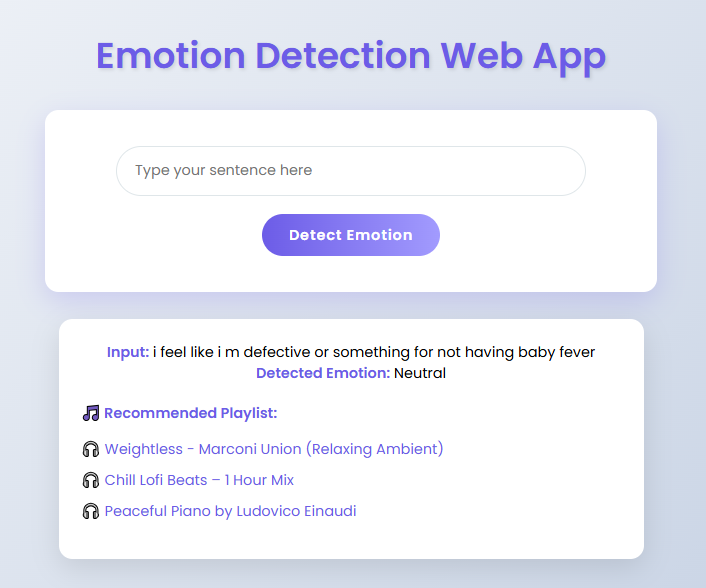 Emotion Detection Web App
Type your sentence here
Detect Emotion
Input: i feel like i m defective or something for not having baby fever
Detected Emotion: Neutral
Recommended Playlist:
Weightless - Marconi Union (Relaxing Ambient)
Chill Lofi Beats – 1 Hour Mix
Peaceful Piano by Ludovico Einaudi